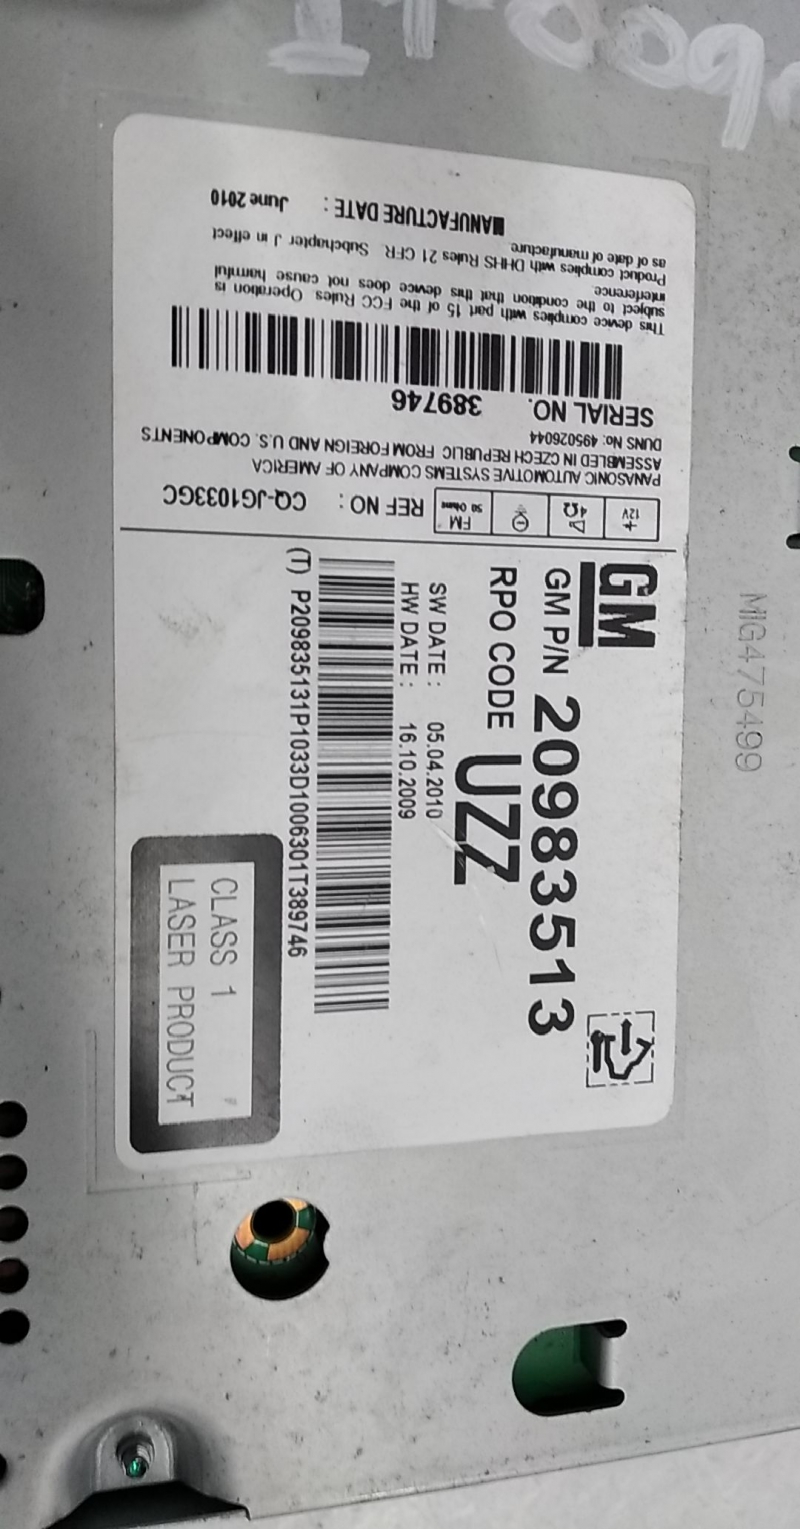 GM
GM P/N 20983513
RPO CODE UZZ
SW DATE : 05.04.2010
HW DATE : 16.10.2009
(T) P209835131P1033D1006301T389746
CLASS 1
LASER PRODUCT
+
12V
4Ω
FM
50 Ohms
REF NO : CQ-JG1033GC
PANASONIC AUTOMOTIVE SYSTEMS COMPANY OF AMERICA
ASSEMBLED IN CZECH REPUBLIC FROM FOREIGN AND U.S. COMPONENTS
DUNS No: 495026044
SERIAL NO. 389746
This device complies with part 15 of the FCC Rules. Operation is
subject to the condition that this device does not cause harmful
interference.
Product complies with DHHS Rules 21 CFR. Subchapter J in effect
as of date of manufacture.
MANUFACTURE DATE : June 2010
MIG475499